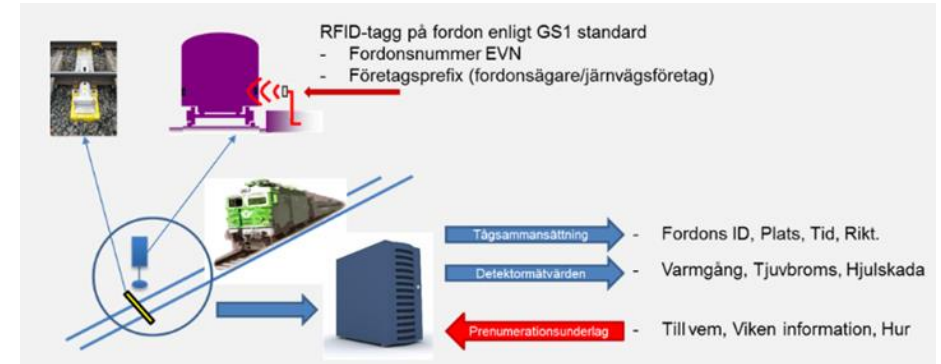 RFID-tagg på fordon enligt GS1 standard
- Fordonsnummer EVN
- Företagsprefix (fordonsägare/järnvägsföretag)
Tågsammansättning - Fordons ID, Plats, Tid, Rikt.
Detektormätvärden - Varmgång, Tjuvbroms, Hjulskada
Prenumerationsunderlag - Till vem, Viken information, Hur